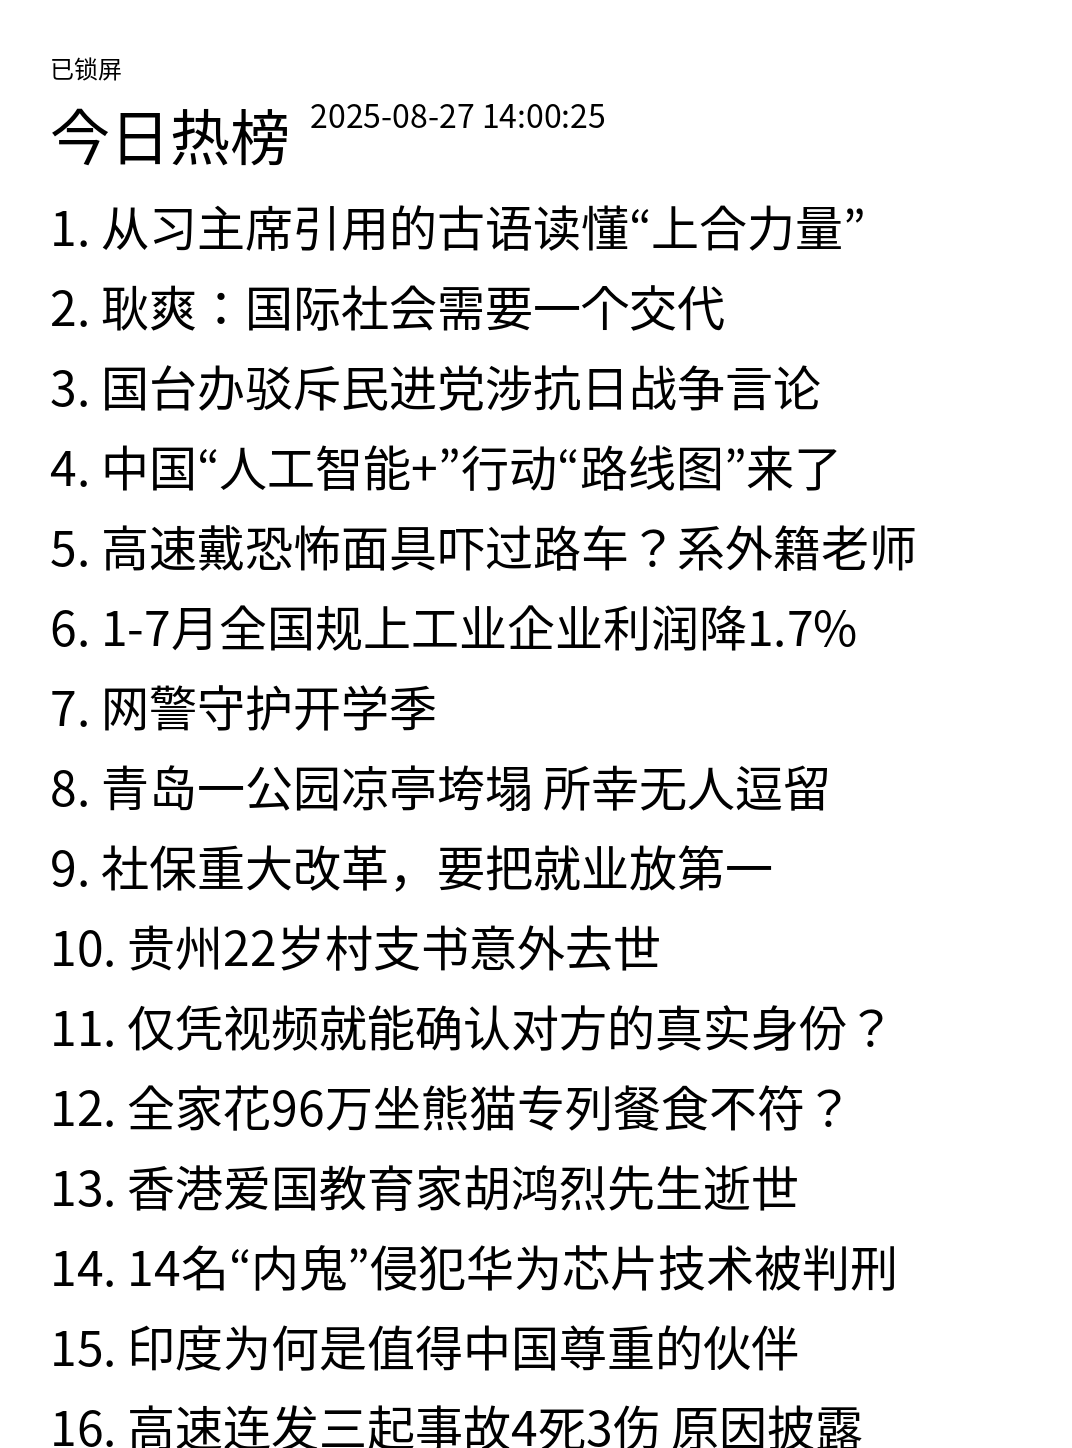 已锁屏
今日热榜 2025-08-27 14:00:25
1. 从习主席引用的古语读懂“上合力量”
2. 耿爽：国际社会需要一个交代
3. 国台办驳斥民进党涉抗日战争言论
4. 中国“人工智能+”行动“路线图”来了
5. 高速戴恐怖面具吓过路车？系外籍老师
6. 1-7月全国规上工业企业利润降1.7%
7. 网警守护开学季
8. 青岛一公园凉亭垮塌 所幸无人逗留
9. 社保重大改革，要把就业放第一
10. 贵州22岁村支书意外去世
11. 仅凭视频就能确认对方的真实身份？
12. 全家花96万坐熊猫专列餐食不符？
13. 香港爱国教育家胡鸿烈先生逝世
14. 14名“内鬼”侵犯华为芯片技术被判刑
15. 印度为何是值得中国尊重的伙伴
16. 高速连发三起事故4死3伤 原因披露